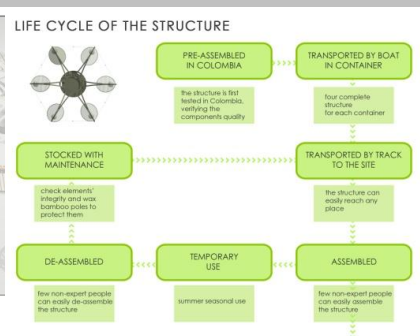 LIFE CYCLE OF THE STRUCTURE
PRE-ASSEMBLED
IN COLOMBIA
the structure is first
tested in Colombia,
verifying the
components quality
TRANSPORTED BY BOAT
IN CONTAINER
four complete
structure
for each container
STOCKED WITH
MAINTENANCE
check elements'
integrity and wax
bamboo poles to
protect them
TRANSPORTED BY TRACK
TO THE SITE
the structure can
easily reach any
place
DE-ASSEMBLED
few non-expert people
can easily de-assemble
the structure
TEMPORARY
USE
summer seasonal use
ASSEMBLED
few non-expert people
can easily assemble
the structure